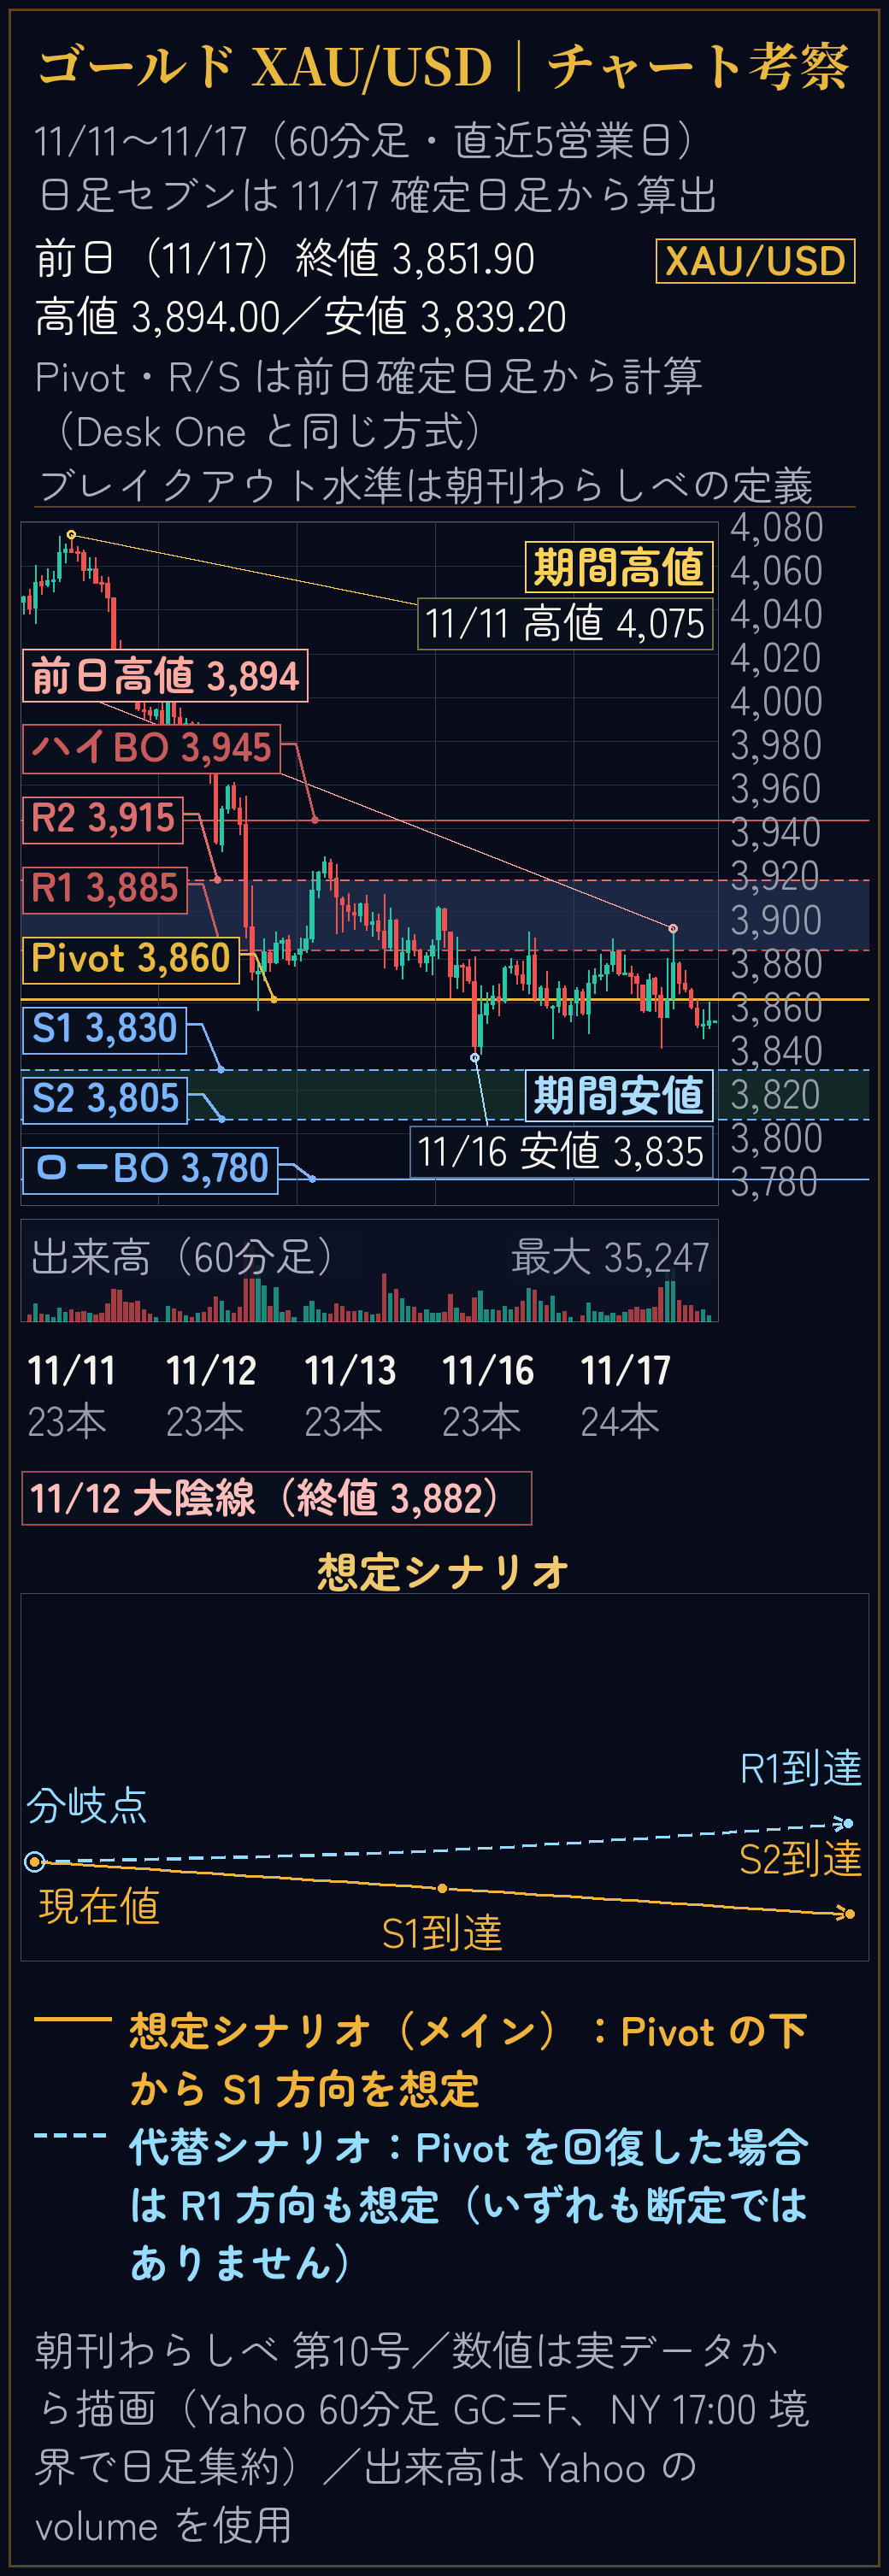 ゴールド XAU/USD｜チャート考察
11/11〜11/17（60分足・直近5営業日）
日足セブンは 11/17 確定日足から算出
前日（11/17）終値 3,851.90
XAU/USD
高値 3,894.00／安値 3,839.20
Pivot・R/S は前日確定日足から計算
（Desk One と同じ方式）
ブレイクアウト水準は朝刊わらしべの定義
4,080
期間高値
4,060
11/11 高値 4,075
4,040
4,020
前日高値 3,894
4,000
ハイBO 3,945
3,980
3,960
R2 3,915
3,940
R1 3,885
3,920
3,900
Pivot 3,860
3,880
3,860
S1 3,830
3,840
S2 3,805
期間安値
3,820
11/16 安値 3,835
3,800
ローBO 3,780
3,780
出来高（60分足）
最大 35,247
11/11 11/12 11/13 11/16 11/17
23本 23本 23本 23本 24本
11/12 大陰線（終値 3,882）
想定シナリオ
R1到達
分岐点
S2到達
現在値
S1到達
想定シナリオ（メイン）：Pivot の下
から S1 方向を想定
代替シナリオ：Pivot を回復した場合
は R1 方向も想定（いずれも断定では
ありません）
朝刊わらしべ 第10号／数値は実データか
ら描画（Yahoo 60分足 GC=F、NY 17:00 境
界で日足集約）／出来高は Yahoo の
volume を使用